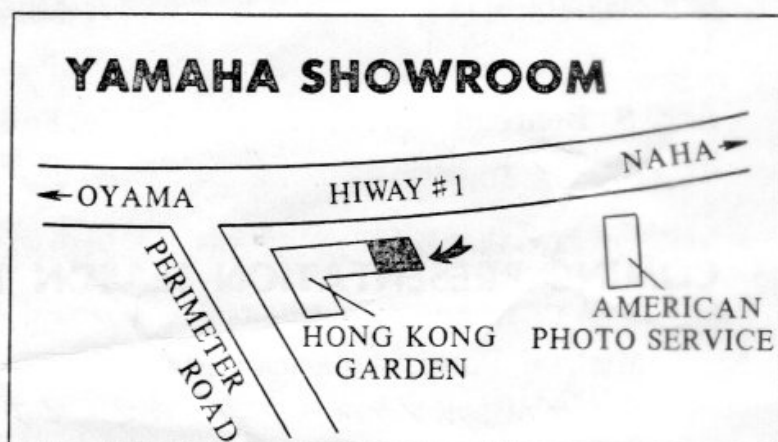 YAMAHA SHOWROOM
NAHA→
←OYAMA
HIWAY #1
PERIMETER
ROAD
HONG KONG
GARDEN
AMERICAN
PHOTO SERVICE